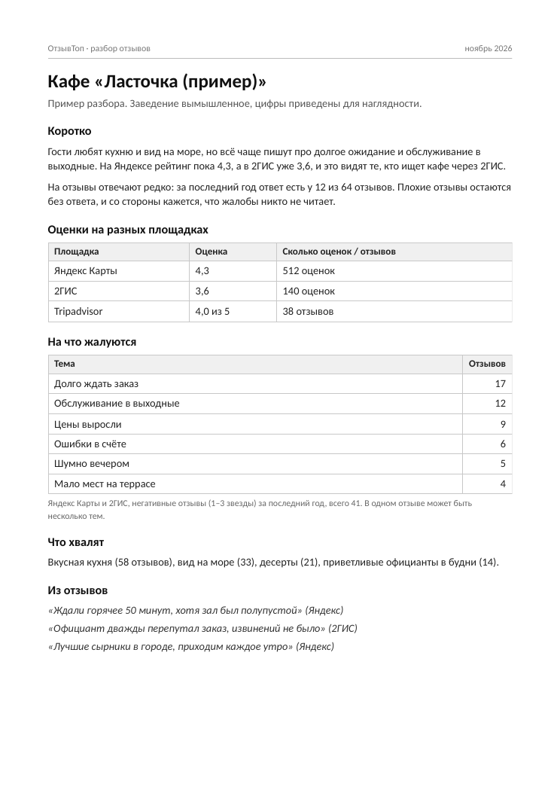 ОтзывТоп · разбор отзывов ноябрь 2026
Кафе «Ласточка (пример)»
Пример разбора. Заведение вымышленное, цифры приведены для наглядности.
Коротко
Гости любят кухню и вид на море, но всё чаще пишут про долгое ожидание и обслуживание в
выходные. На Яндексе рейтинг пока 4,3, а в 2ГИС уже 3,6, и это видят те, кто ищет кафе через 2ГИС.
На отзывы отвечают редко: за последний год ответ есть у 12 из 64 отзывов. Плохие отзывы остаются
без ответа, и со стороны кажется, что жалобы никто не читает.
Оценки на разных площадках
Площадка Оценка Сколько оценок / отзывов
Яндекс Карты 4,3 512 оценок
2ГИС 3,6 140 оценок
Tripadvisor 4,0 из 5 38 отзывов
На что жалуются
Тема Отзывов
Долго ждать заказ 17
Обслуживание в выходные 12
Цены выросли 9
Ошибки в счёте 6
Шумно вечером 5
Мало мест на террасе 4
Яндекс Карты и 2ГИС, негативные отзывы (1–3 звезды) за последний год, всего 41. В одном отзыве может быть
несколько тем.
Что хвалят
Вкусная кухня (58 отзывов), вид на море (33), десерты (21), приветливые официанты в будни (14).
Из отзывов
«Ждали горячее 50 минут, хотя зал был полупустой» (Яндекс)
«Официант дважды перепутал заказ, извинений не было» (2ГИС)
«Лучшие сырники в городе, приходим каждое утро» (Яндекс)